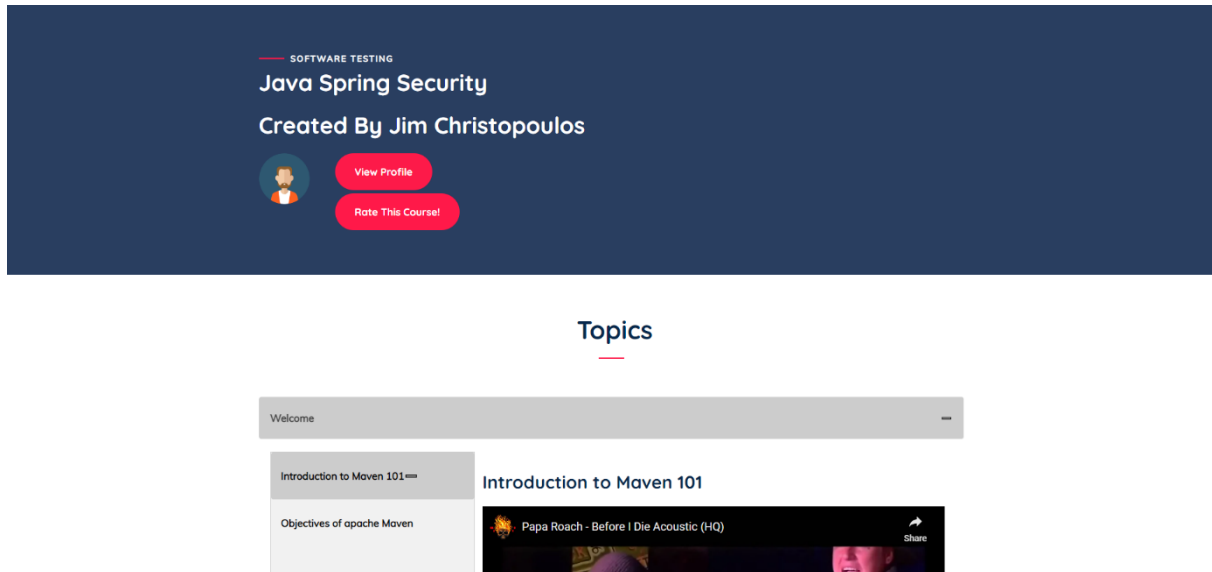 SOFTWARE TESTING
Java Spring Security
Created By Jim Christopoulos
View Profile
Rate This Course!
Topics
Welcome
Introduction to Maven 101
Objectives of apache Maven
Introduction to Maven 101
Papa Roach - Before I Die Acoustic (HQ)
Share